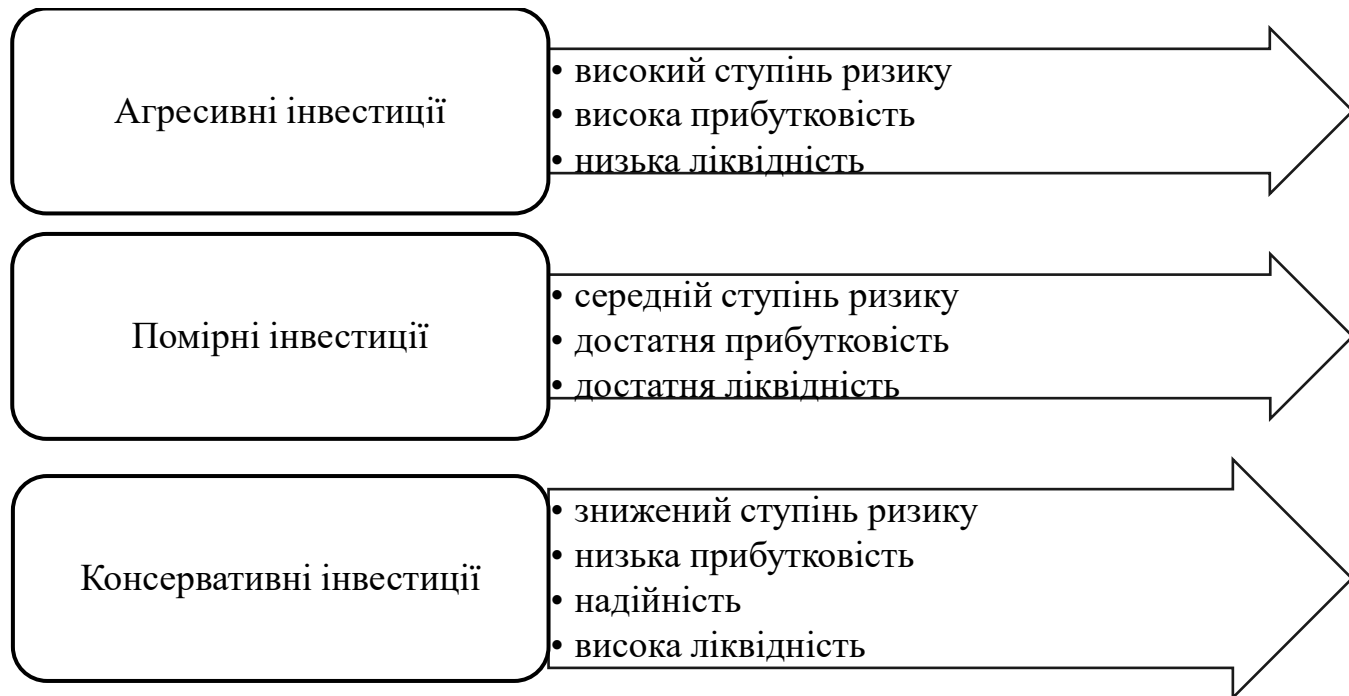 Агресивні інвестиції
• високий ступінь ризику
• висока прибутковість
• низька ліквідність
Помірні інвестиції
• середній ступінь ризику
• достатня прибутковість
• достатня ліквідність
Консервативні інвестиції
• знижений ступінь ризику
• низька прибутковість
• надійність
• висока ліквідність